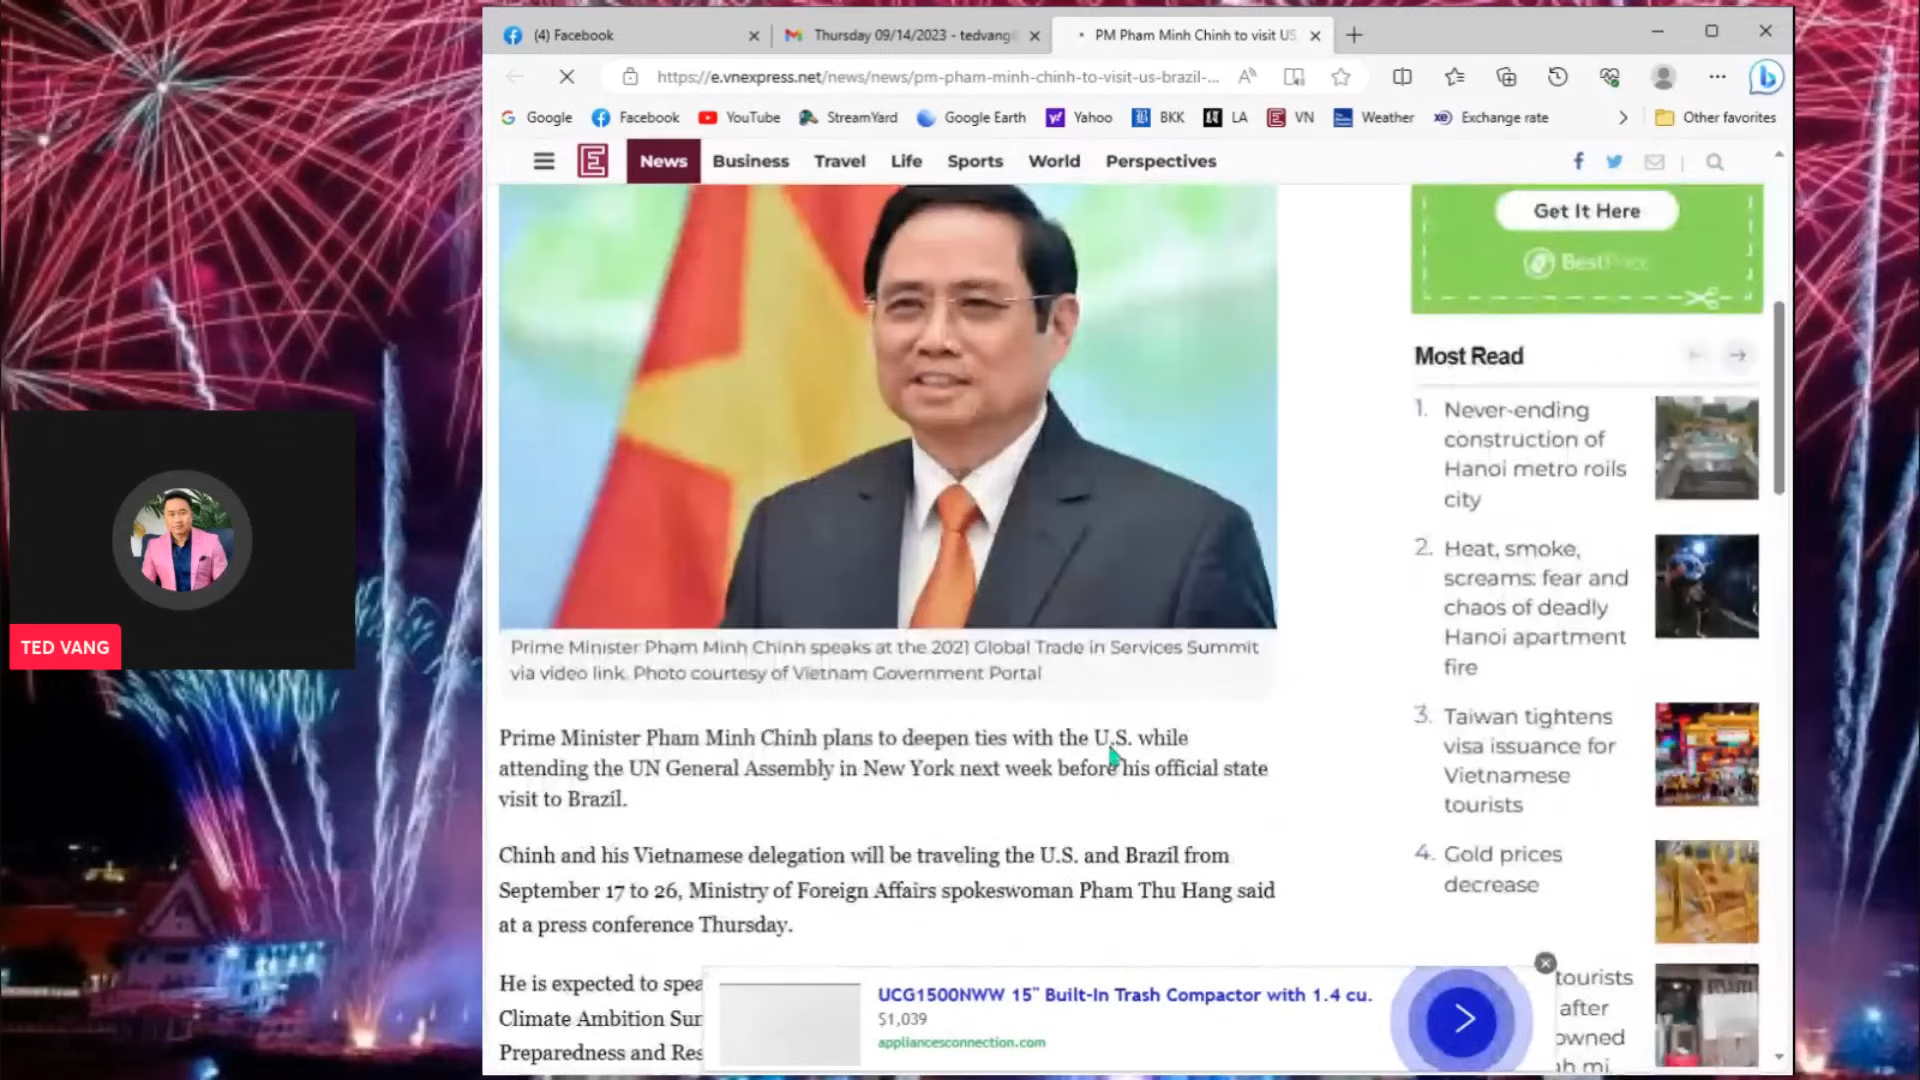 (4) Facebook
Thursday 09/14/2023 - tedvang
PM Pham Minh Chinh to visit US
https://e.vnexpress.net/news/news/pm-pham-minh-chinh-to-visit-us-brazil-...
Google Facebook YouTube StreamYard Google Earth Yahoo BKK LA VN Weather Exchange rate Other favorites
E News Business Travel Life Sports World Perspectives
Get It Here
BestPrice
Most Read
1. Never-ending
construction of
Hanoi metro roils
city
2. Heat, smoke,
screams: fear and
chaos of deadly
Hanoi apartment
fire
3. Taiwan tightens
visa issuance for
Vietnamese
tourists
4. Gold prices
decrease
tourists
after
owned
TED VANG
Prime Minister Pham Minh Chinh speaks at the 2021 Global Trade in Services Summit
via video link. Photo courtesy of Vietnam Government Portal
Prime Minister Pham Minh Chinh plans to deepen ties with the U.S. while
attending the UN General Assembly in New York next week before his official state
visit to Brazil.
Chinh and his Vietnamese delegation will be traveling the U.S. and Brazil from
September 17 to 26, Ministry of Foreign Affairs spokeswoman Pham Thu Hang said
at a press conference Thursday.
He is expected to spea
Climate Ambition Sur
Preparedness and Res
UCG1500NWW 15" Built-In Trash Compactor with 1.4 cu.
$1,039
appliancesconnection.com